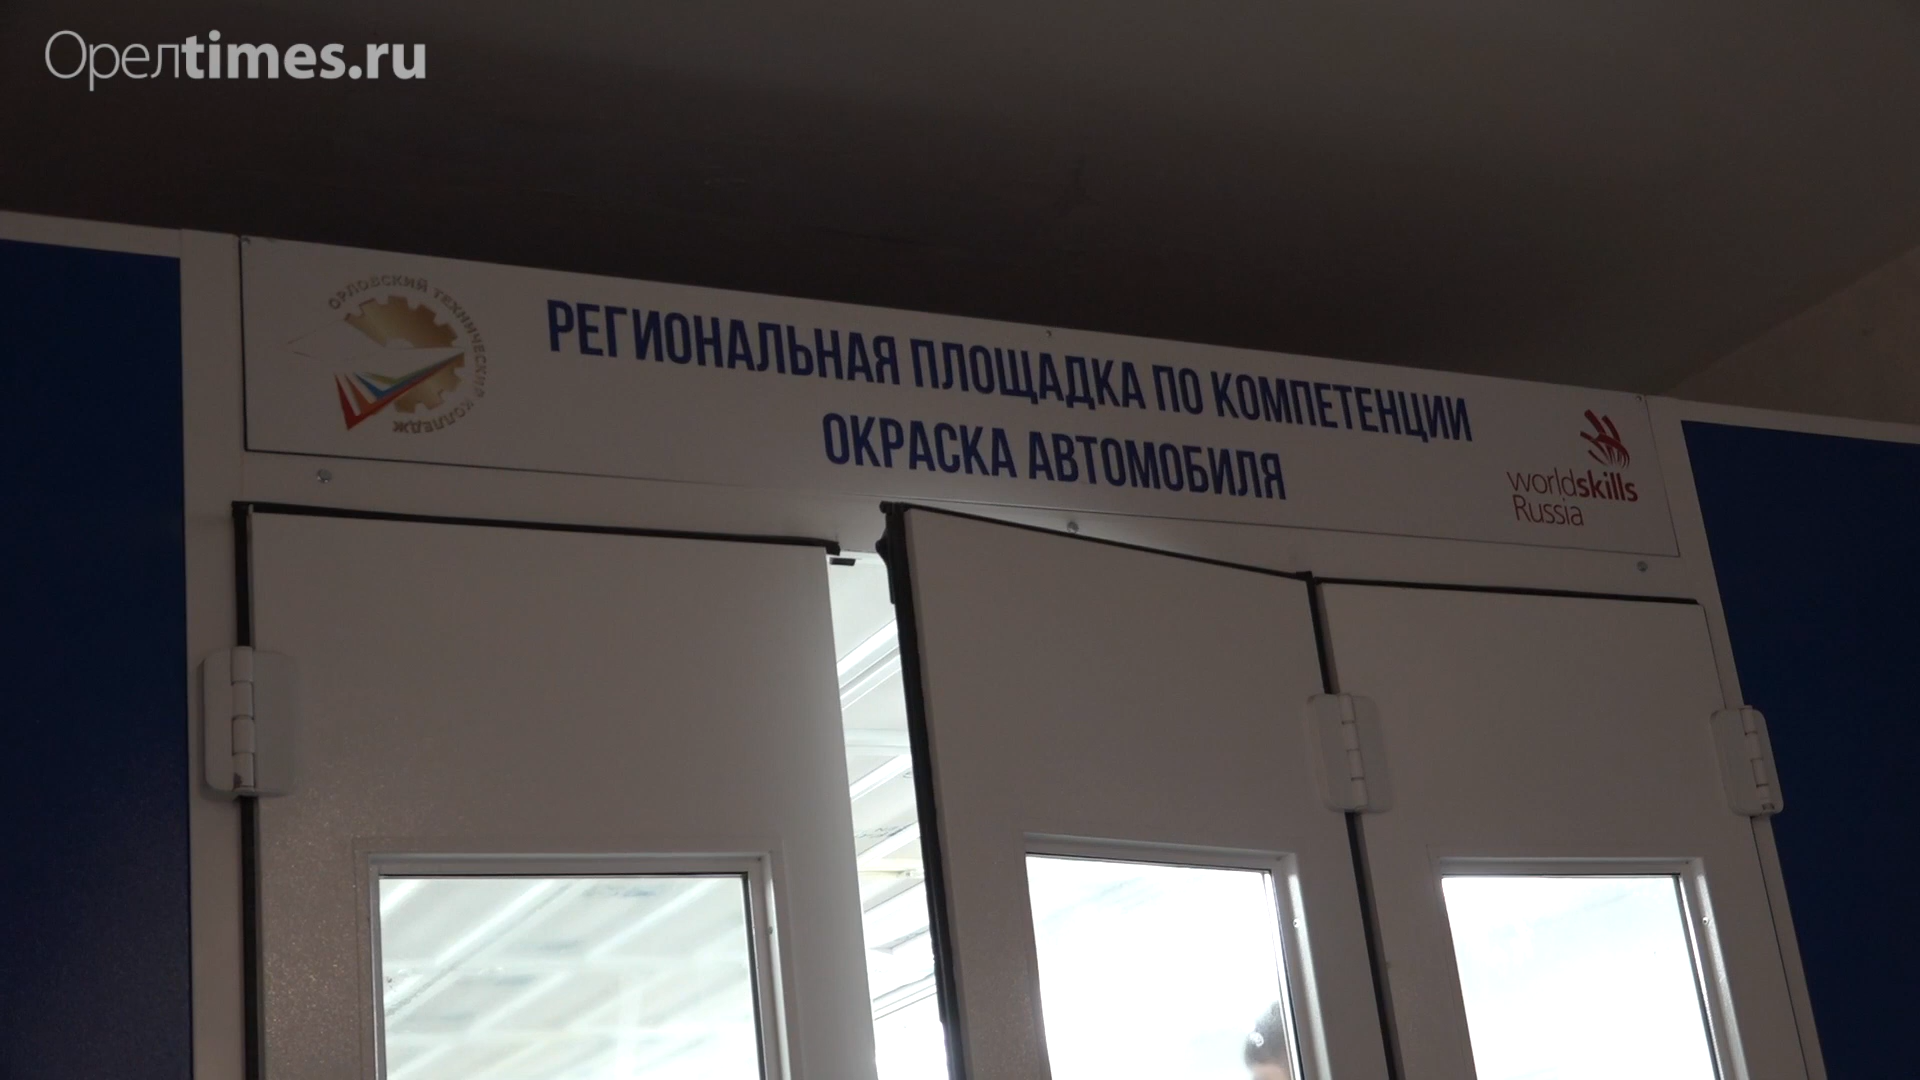 Орелtimes.ru
ОРЛОВСКИЙ ТЕХНИЧЕСКИЙ КОЛЛЕДЖ
РЕГИОНАЛЬНАЯ ПЛОЩАДКА ПО КОМПЕТЕНЦИИ
ОКРАСКА АВТОМОБИЛЯ
worldskills
Russia